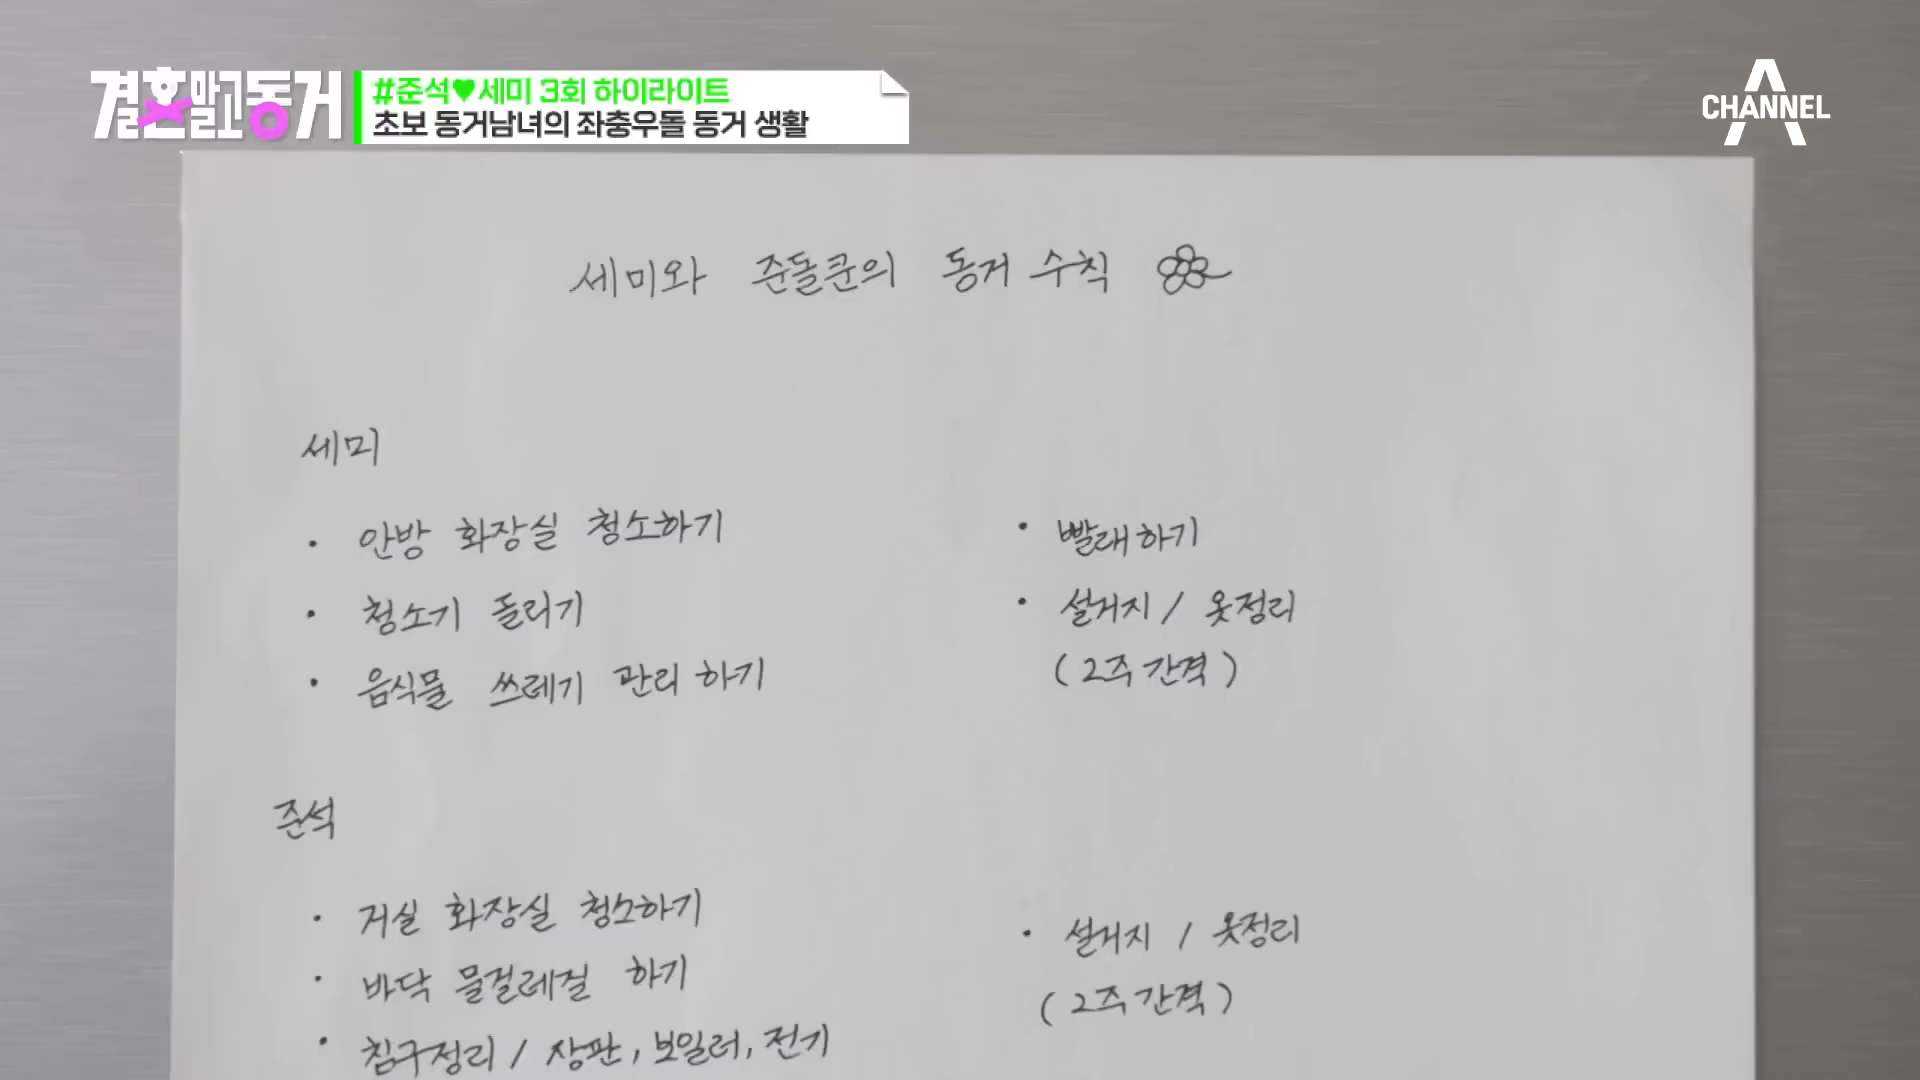 결혼말고동거
#준석♥세미 3회 하이라이트
초보 동거남녀의 좌충우돌 동거 생활
CHANNEL A
세미와 준돌쿤의 동거 수칙
세미
· 안방 화장실 청소하기
· 청소기 돌리기
· 음식물 쓰레기 관리 하기
· 빨래하기
· 설거지 / 옷정리
( 2주 간격 )
준석
· 거실 화장실 청소하기
· 바닥 물걸레질 하기
· 침구정리 / 상판, 보일러, 전기
· 설거지 / 옷정리
( 2주 간격 )